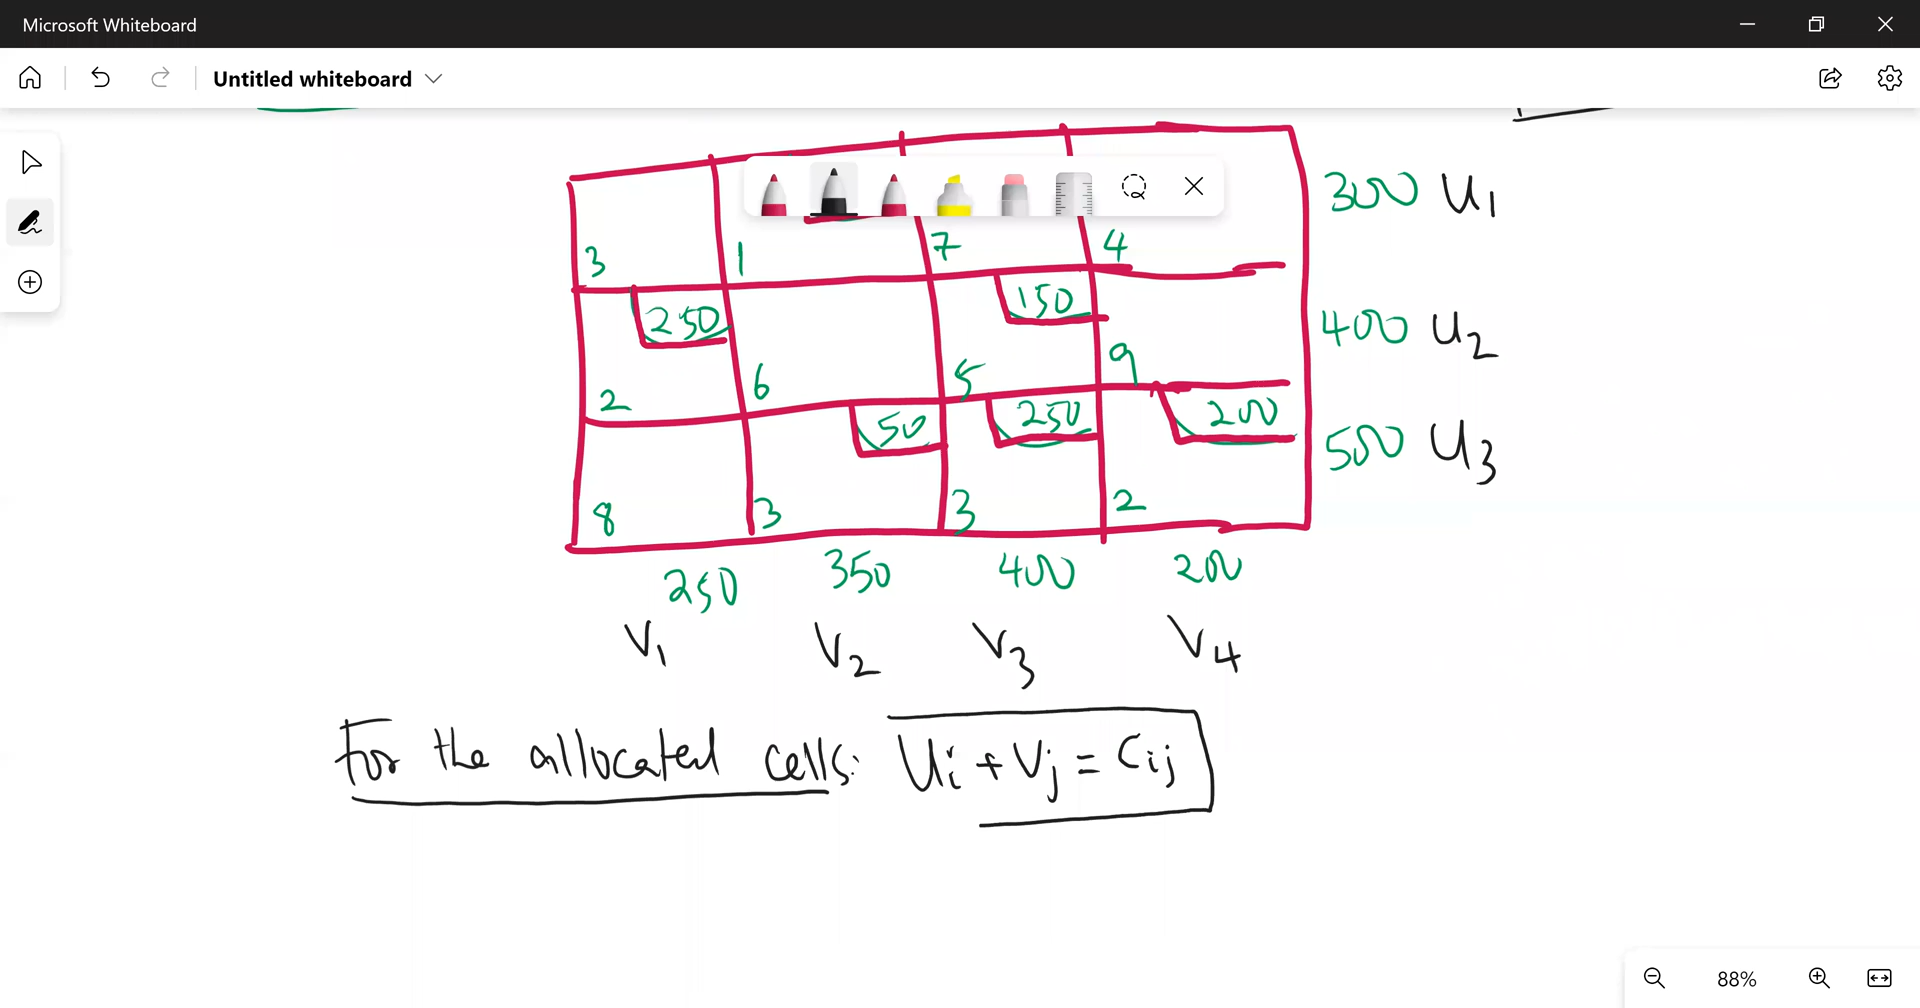 Microsoft Whiteboard
Untitled whiteboard
3 1 7 4 300 U1
250 150
2 6 5 9 400 U2
50 250 200
8 3 3 2 500 U3
250 350 400 200
V1 V2 V3 V4
For the allocated cells: Ui + Vj = Cij
88%